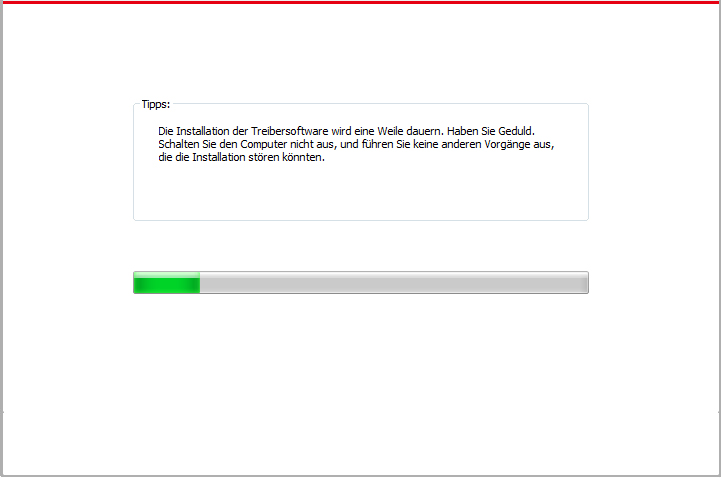 Tipps:
Die Installation der Treibersoftware wird eine Weile dauern. Haben Sie Geduld.
Schalten Sie den Computer nicht aus, und führen Sie keine anderen Vorgänge aus,
die die Installation stören könnten.